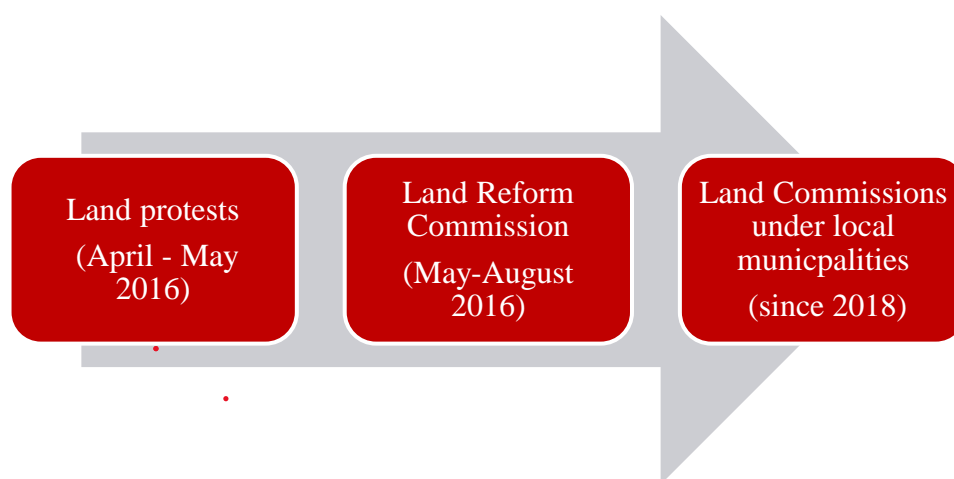 Land protests
(April - May
2016)
Land Reform
Commission
(May-August
2016)
Land Commissions
under local
municpalities
(since 2018)